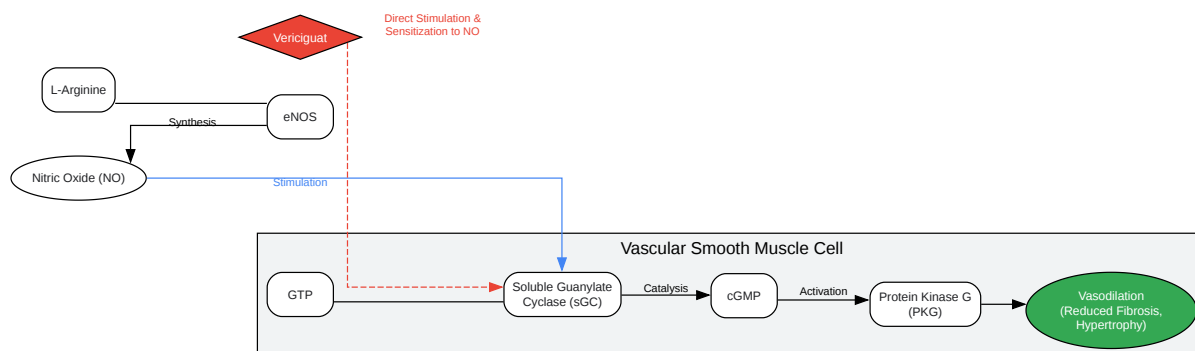 Direct Stimulation &
Sensitization to NO
Vericiguat
L-Arginine
eNOS
Synthesis
Nitric Oxide (NO)
Stimulation
Vascular Smooth Muscle Cell
GTP
Soluble Guanylate
Cyclase (sGC)
Catalysis
cGMP
Activation
Protein Kinase G
(PKG)
Vasodilation
(Reduced Fibrosis,
Hypertrophy)